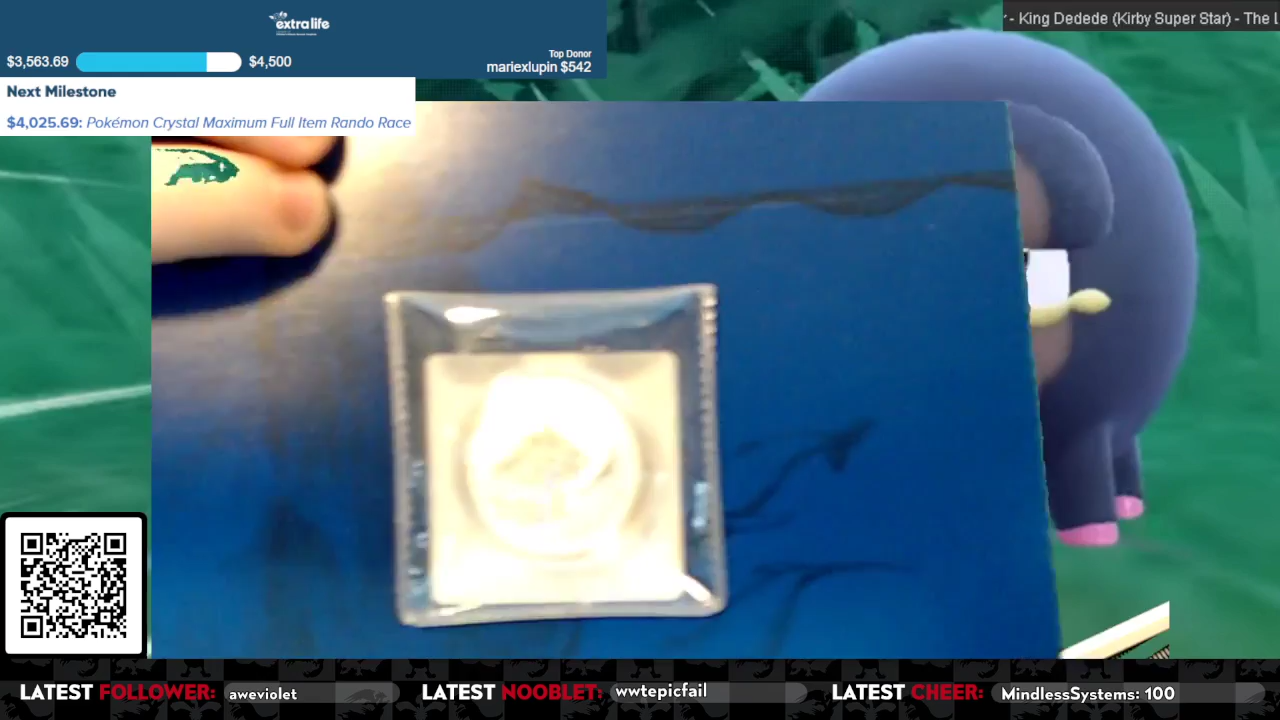 extralife
$3,563.69
$4,500
Top Donor
mariexlupin $542
Next Milestone
$4,025.69: Pokémon Crystal Maximum Full Item Rando Race
- King Dedede (Kirby Super Star) - The L
LATEST FOLLOWER: aweviolet
LATEST NOOBLET: wwtepicfail
LATEST CHEER: MindlessSystems: 100